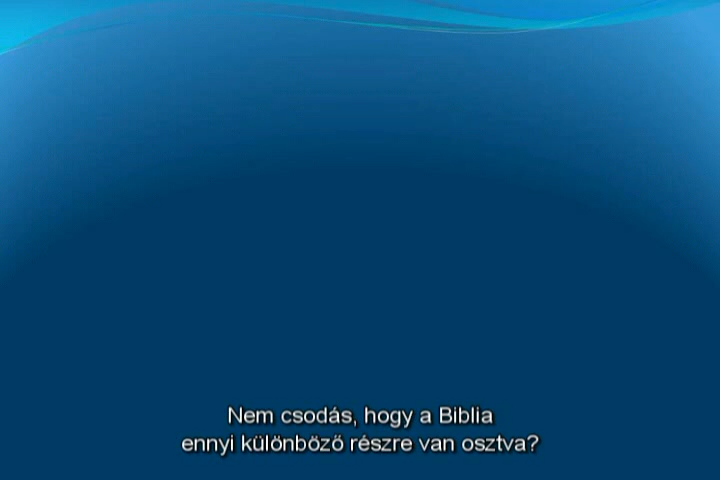 Nem csodás, hogy a Biblia
ennyi különböző részre van osztva?